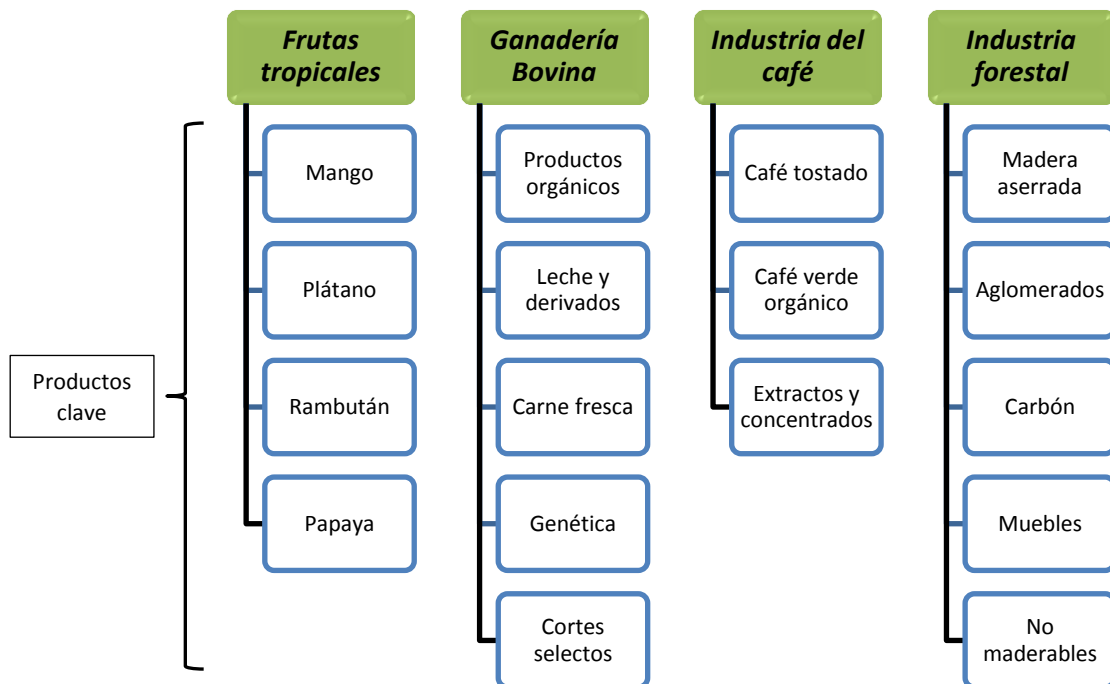 Frutas
tropicales
Ganadería
Bovina
Industria del
café
Industria
forestal
Productos
clave
Mango
Plátano
Rambután
Papaya
Productos
orgánicos
Leche y
derivados
Carne fresca
Genética
Cortes
selectos
Café tostado
Café verde
orgánico
Extractos y
concentrados
Madera
aserrada
Aglomerados
Carbón
Muebles
No
maderables